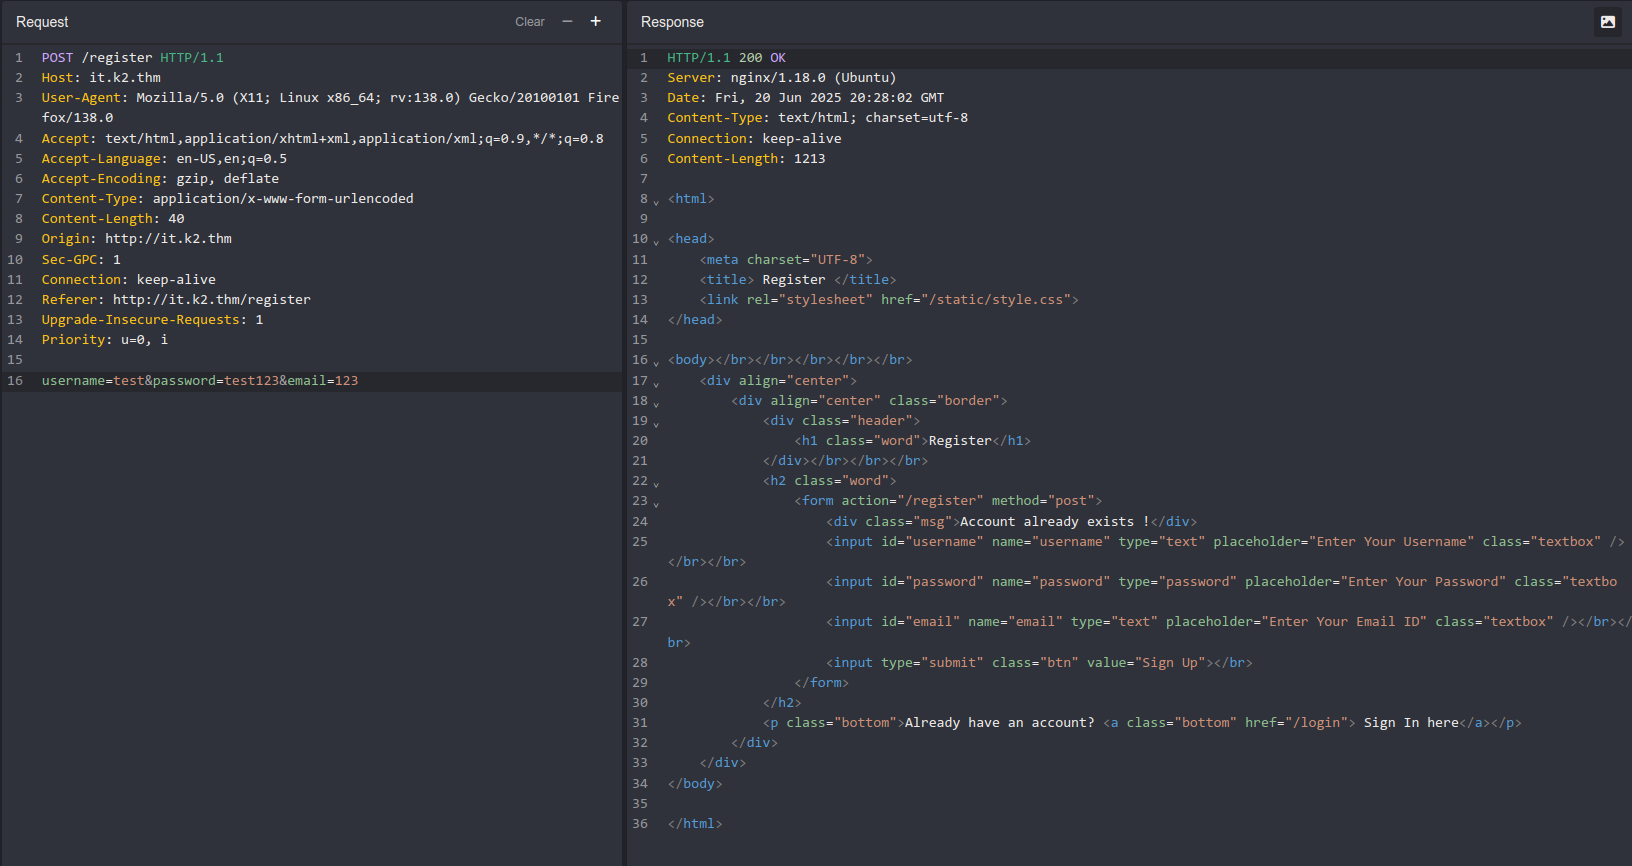 Request
Clear
1 POST /register HTTP/1.1
2 Host: it.k2.thm
3 User-Agent: Mozilla/5.0 (X11; Linux x86_64; rv:138.0) Gecko/20100101 Fire
fox/138.0
4 Accept: text/html,application/xhtml+xml,application/xml;q=0.9,*/*;q=0.8
5 Accept-Language: en-US,en;q=0.5
6 Accept-Encoding: gzip, deflate
7 Content-Type: application/x-www-form-urlencoded
8 Content-Length: 40
9 Origin: http://it.k2.thm
10 Sec-GPC: 1
11 Connection: keep-alive
12 Referer: http://it.k2.thm/register
13 Upgrade-Insecure-Requests: 1
14 Priority: u=0, i
15
16 username=test&password=test123&email=123
Response
1 HTTP/1.1 200 OK
2 Server: nginx/1.18.0 (Ubuntu)
3 Date: Fri, 20 Jun 2025 20:28:02 GMT
4 Content-Type: text/html; charset=utf-8
5 Connection: keep-alive
6 Content-Length: 1213
7
8 <html>
9
10 <head>
11 <meta charset="UTF-8">
12 <title> Register </title>
13 <link rel="stylesheet" href="/static/style.css">
14 </head>
15
16 <body></br></br></br></br></br>
17 <div align="center">
18 <div align="center" class="border">
19 <div class="header">
20 <h1 class="word">Register</h1>
21 </div></br></br></br>
22 <h2 class="word">
23 <form action="/register" method="post">
24 <div class="msg">Account already exists !</div>
25 <input id="username" name="username" type="text" placeholder="Enter Your Username" class="textbox" />
</br></br>
26 <input id="password" name="password" type="password" placeholder="Enter Your Password" class="textbo
x" /></br></br>
27 <input id="email" name="email" type="text" placeholder="Enter Your Email ID" class="textbox" /></br></
br>
28 <input type="submit" class="btn" value="Sign Up"></br>
29 </form>
30 </h2>
31 <p class="bottom">Already have an account? <a class="bottom" href="/login"> Sign In here</a></p>
32 </div>
33 </div>
34 </body>
35
36 </html>